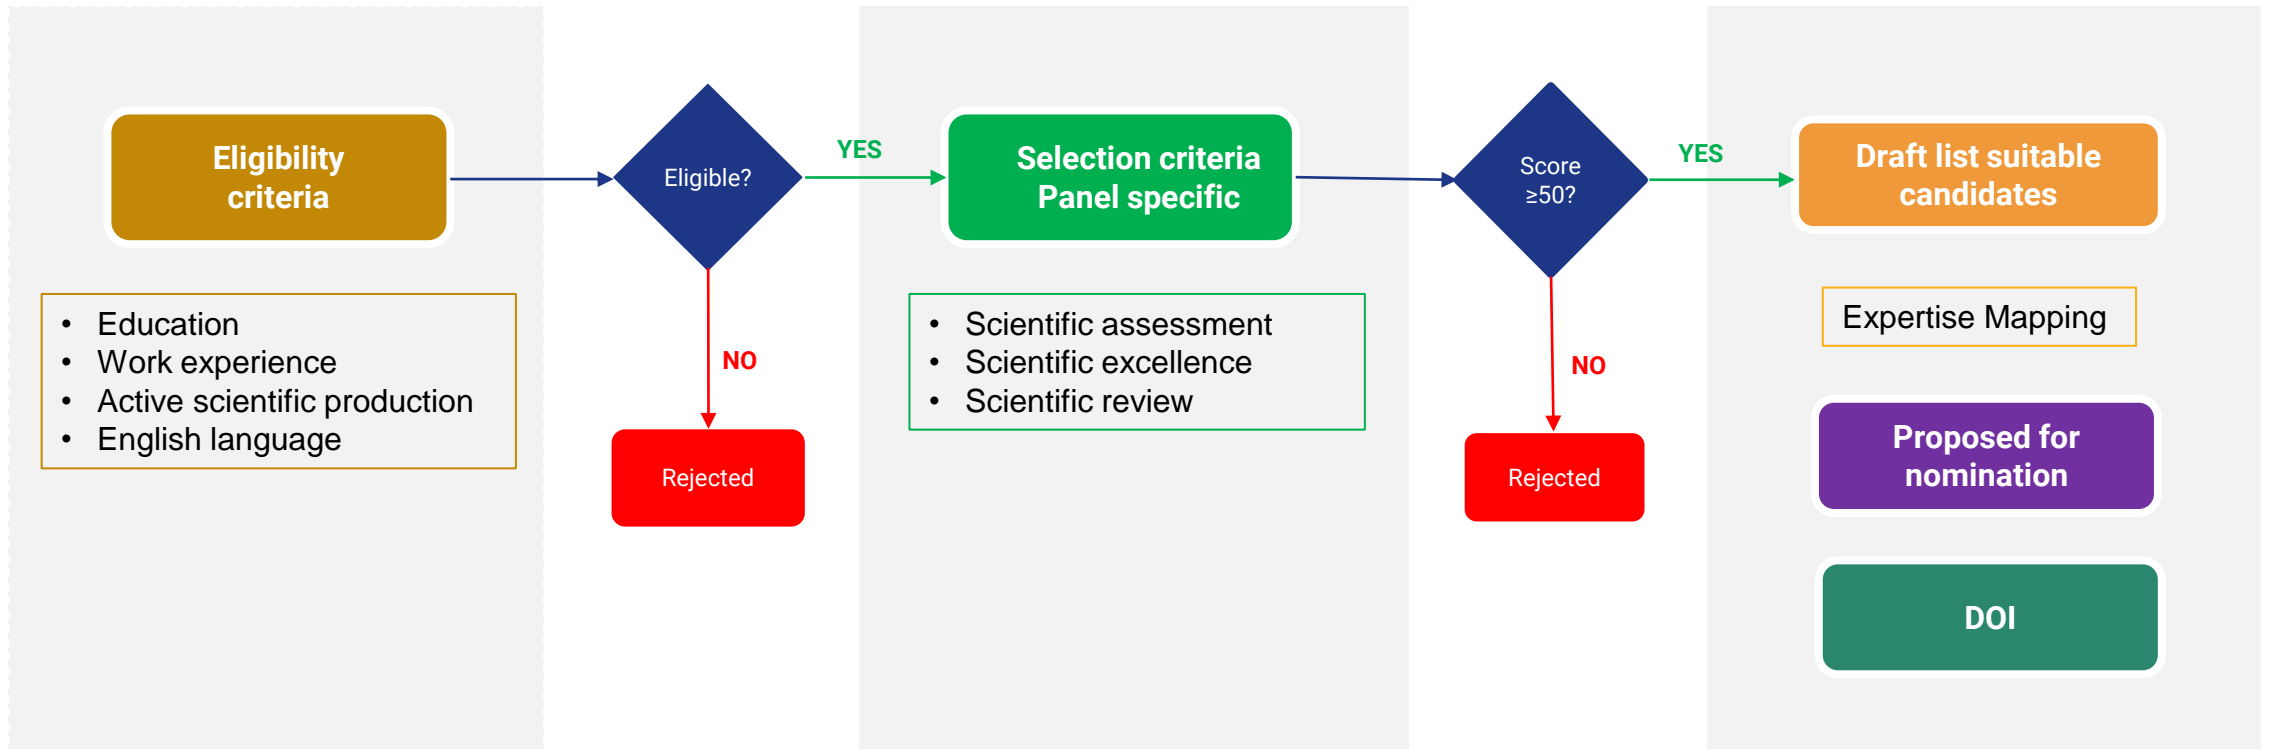 Eligibility
criteria
• Education
• Work experience
• Active scientific production
• English language
Eligible?
YES
NO
Rejected
Selection criteria
Panel specific
• Scientific assessment
• Scientific excellence
• Scientific review
Score
≥50?
YES
NO
Rejected
Draft list suitable
candidates
Expertise Mapping
Proposed for
nomination
DOI